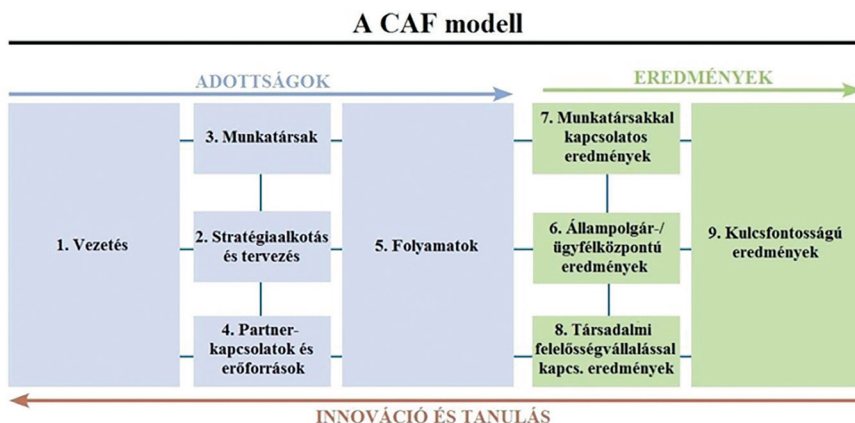 A CAF modell
ADOTTSÁGOK
EREDMÉNYEK
1. Vezetés
3. Munkatársak
2. Stratégiaalkotás
és tervezés
4. Partner-
kapcsolatok és
erőforrások
5. Folyamatok
7. Munkatársakkal
kapcsolatos
eredmények
6. Állampolgár-/
ügyfélközpontú
eredmények
8. Társadalmi
felelősségvállalással
kapcs. eredmények
9. Kulcsfontosságú
eredmények
INNOVÁCIÓ ÉS TANULÁS